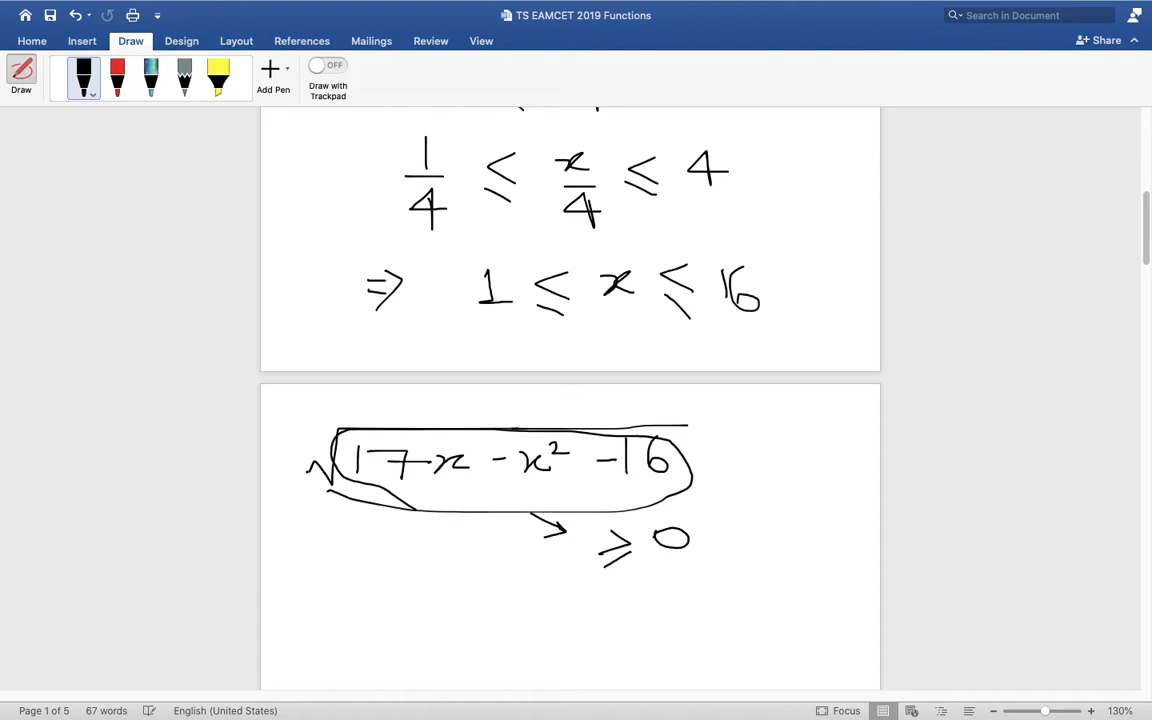 TS EAMCET 2019 Functions
Search in Document
Home Insert Draw Design Layout References Mailings Review View
Share
OFF
Draw
Add Pen
Draw with
Trackpad
1/4 ≤ x/4 ≤ 4
⇒ 1 ≤ x ≤ 16
√17x - x² - 16
≥ 0
Page 1 of 5 67 words English (United States) Focus 130%